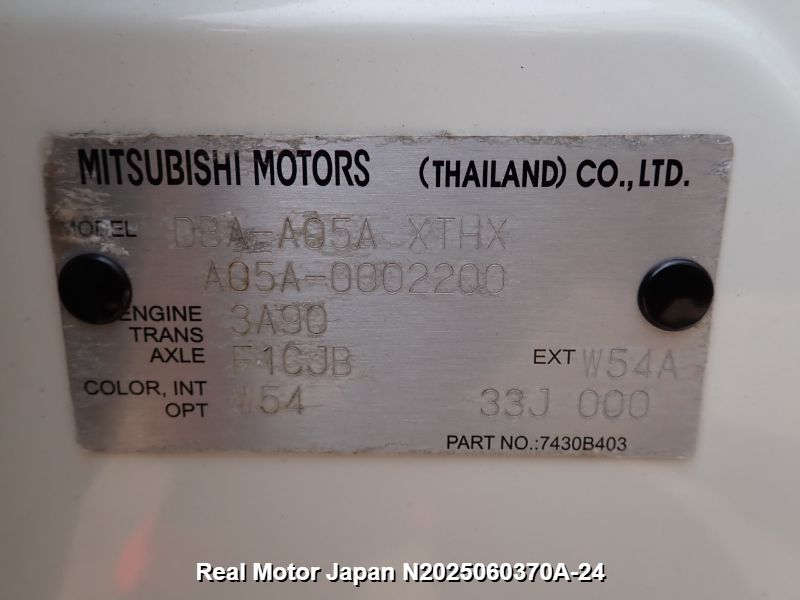 MITSUBISHI MOTORS (THAILAND) CO., LTD.
MODEL DBA-A05A XTHX
A05A-0002200
ENGINE 3A90
TRANS
AXLE F1CJB EXT W54A
COLOR, INT W54
OPT 33J 000
PART NO.:7430B403
Real Motor Japan N2025060370A-24